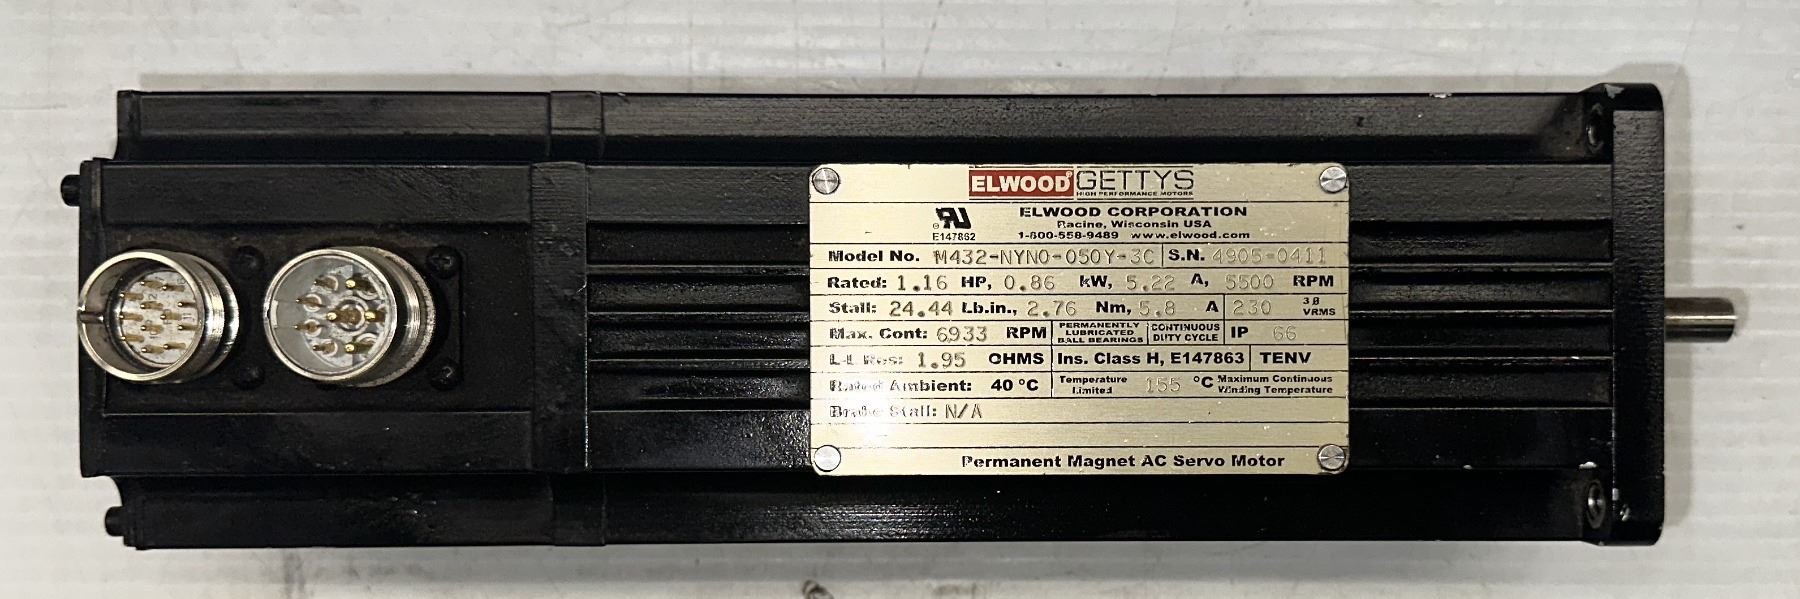 ELWOOD® GETTYS
HIGH PERFORMANCE MOTORS
ELWOOD CORPORATION
Racine, Wisconsin USA
E147862 1-800-558-9489 www.elwood.com
Model No. M432-NYN0-050Y-3C S.N. 4905-0411
Rated: 1.16 HP, 0.86 kW, 5.22 A, 5500 RPM
Stall: 24.44 Lb.in., 2.76 Nm, 5.8 A 230 3Ø VRMS
Max. Cont: 6933 RPM PERMANENTLY LUBRICATED BALL BEARINGS CONTINUOUS DUTY CYCLE IP 66
L-L Res: 1.95 OHMS Ins. Class H, E147863 TENV
Rated Ambient: 40 °C Temperature Limited 155 °C Maximum Continuous Winding Temperature
Brake Stall: N/A
Permanent Magnet AC Servo Motor